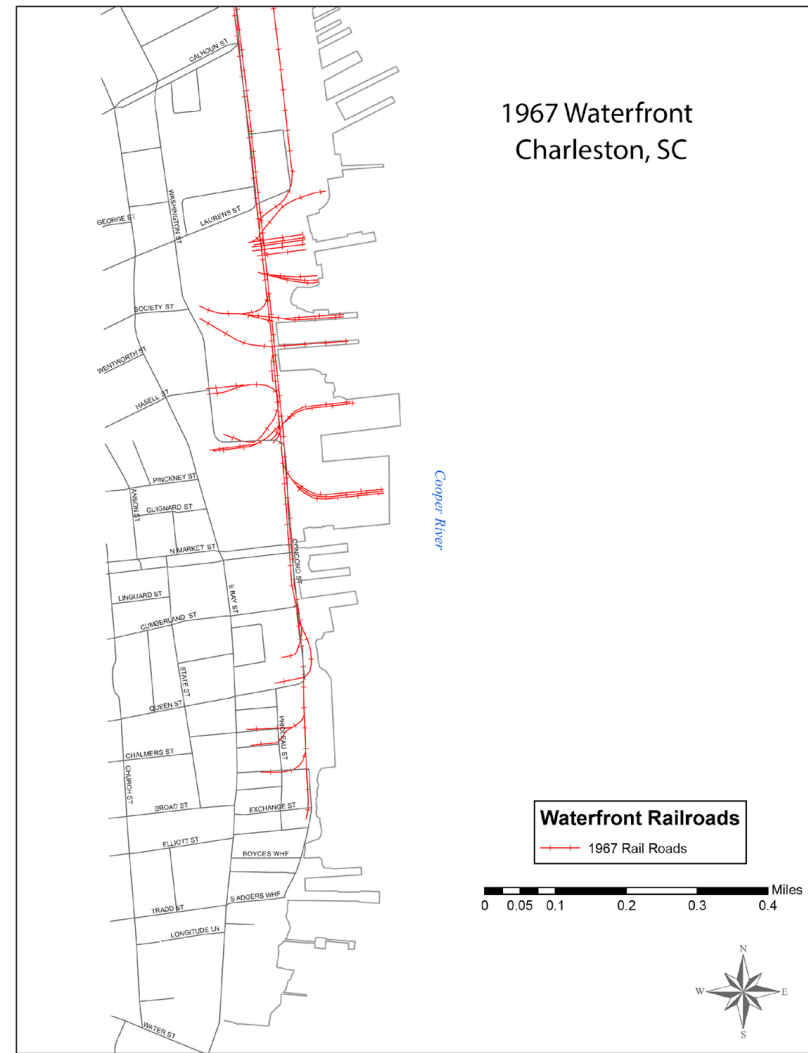 CALHOUN ST
1967 Waterfront
Charleston, SC
WASHINGTON ST
GEORGE ST
LAURENS ST
SOCIETY ST
WENTWORTH ST
HASELL ST
PINCKNEY ST
ANSON ST
GUIGNARD ST
Cooper River
N MARKET ST
CONCORD ST
LINGUARD ST
E BAY ST
CUMBERLAND ST
STATE ST
QUEEN ST
PRIOLEAU ST
CHALMERS ST
CHURCH ST
BROAD ST
EXCHANGE ST
Waterfront Railroads
1967 Rail Roads
ELLIOTT ST
BOYCES WHF
S ADGERS WHF
Miles
0 0.05 0.1 0.2 0.3 0.4
TRADD ST
LONGITUDE LN
N
W E
S
WATER ST